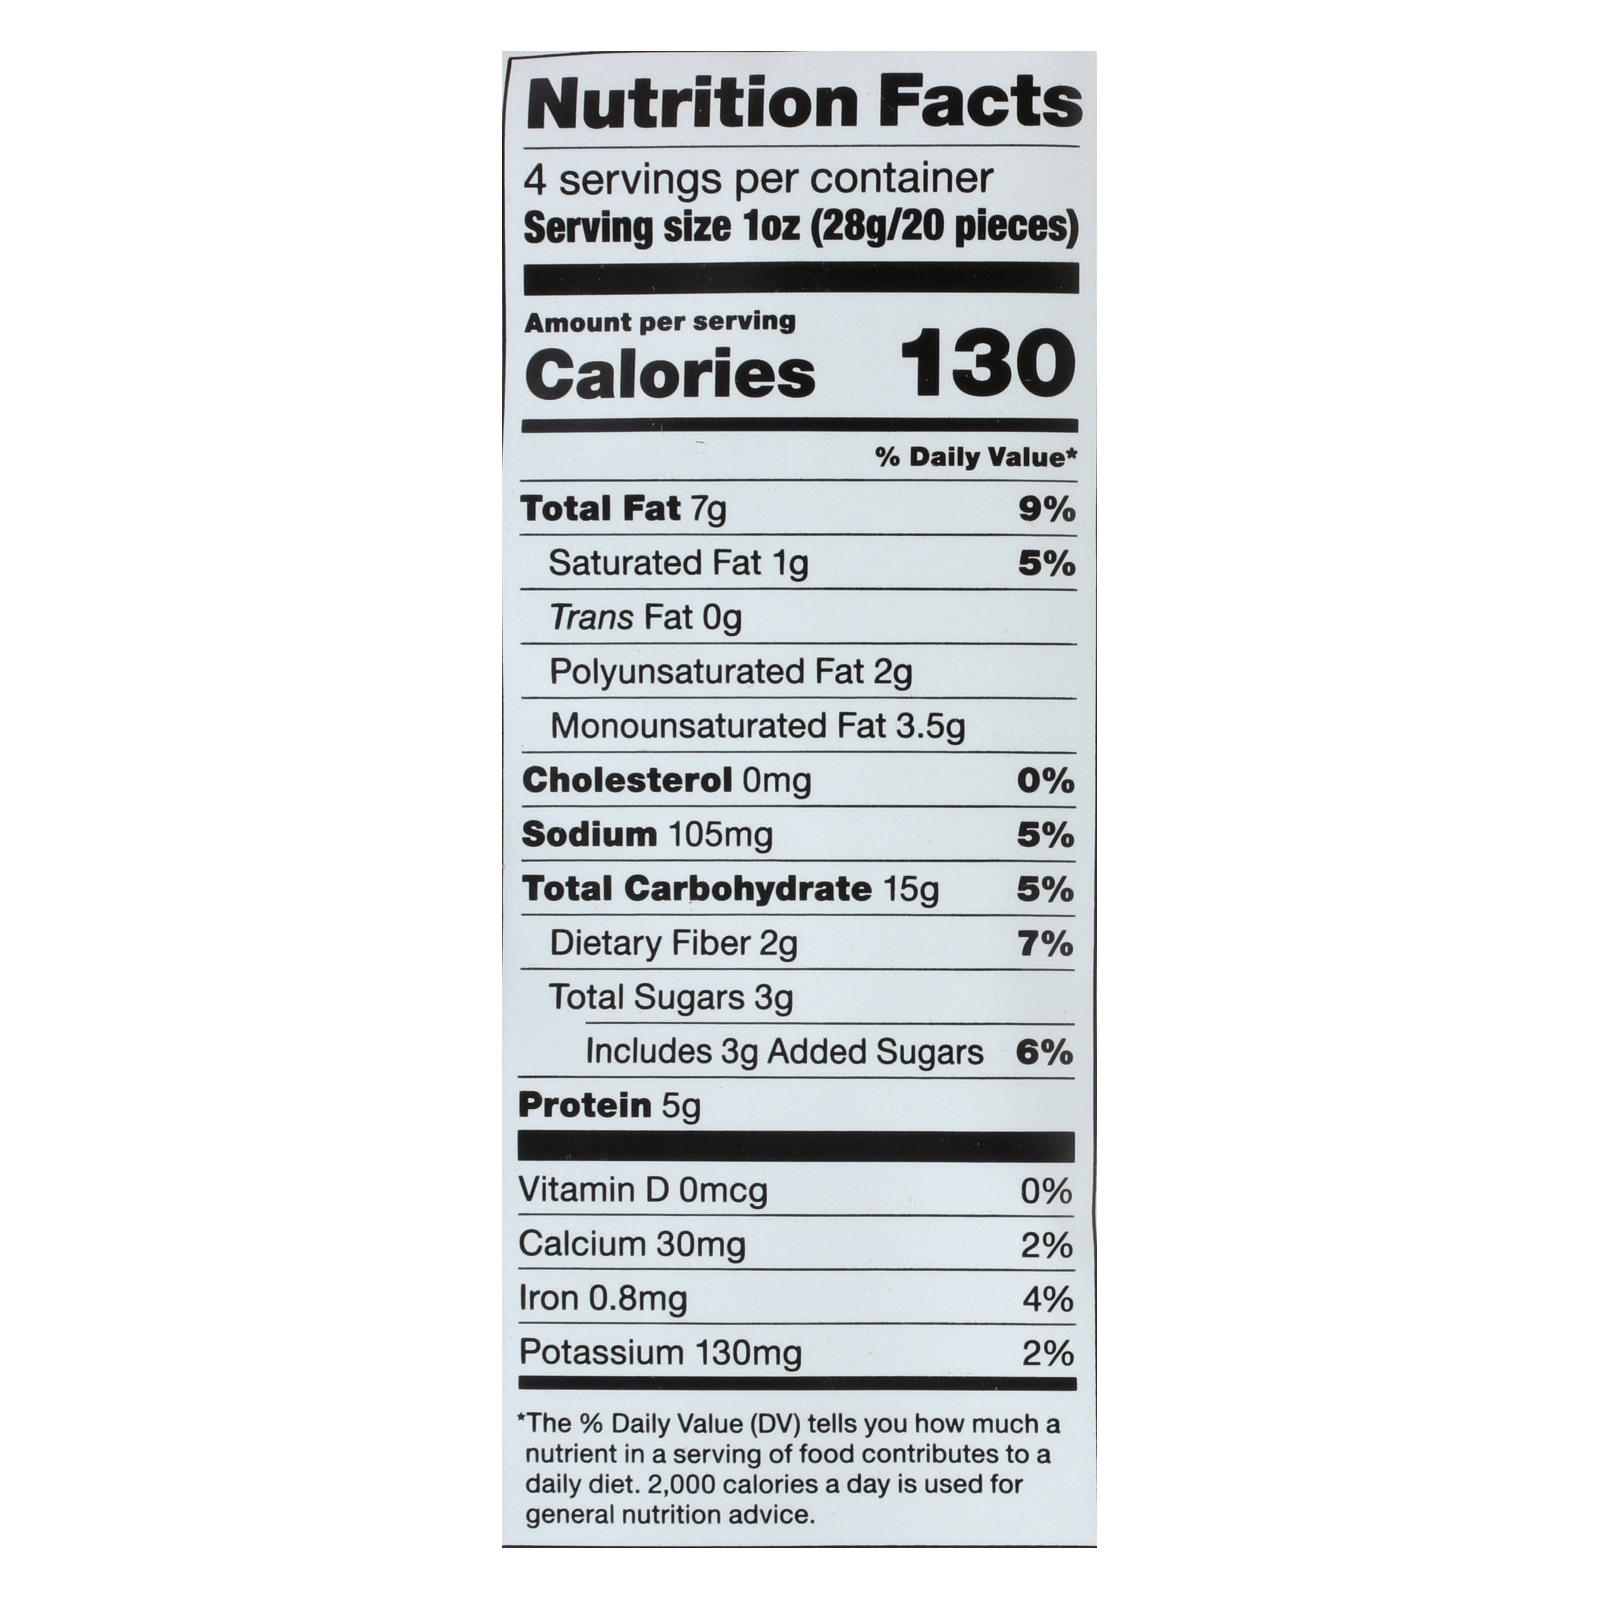 Nutrition Facts
4 servings per container
Serving size 1oz (28g/20 pieces)
Amount per serving
Calories 130
% Daily Value*
Total Fat 7g 9%
Saturated Fat 1g 5%
Trans Fat 0g
Polyunsaturated Fat 2g
Monounsaturated Fat 3.5g
Cholesterol 0mg 0%
Sodium 105mg 5%
Total Carbohydrate 15g 5%
Dietary Fiber 2g 7%
Total Sugars 3g
Includes 3g Added Sugars 6%
Protein 5g
Vitamin D 0mcg 0%
Calcium 30mg 2%
Iron 0.8mg 4%
Potassium 130mg 2%
*The % Daily Value (DV) tells you how much a
nutrient in a serving of food contributes to a
daily diet. 2,000 calories a day is used for
general nutrition advice.